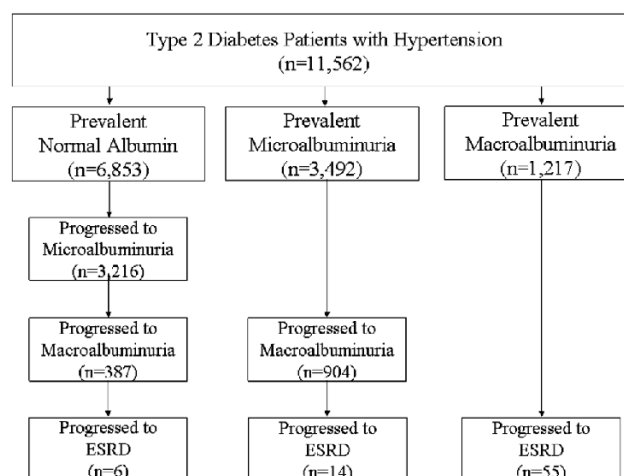 Type 2 Diabetes Patients with Hypertension
(n=11,562)
Prevalent
Normal Albumin
(n=6,853)
Prevalent
Microalbuminuria
(n=3,492)
Prevalent
Macroalbuminuria
(n=1,217)
Progressed to
Microalbuminuria
(n=3,216)
Progressed to
Macroalbuminuria
(n=387)
Progressed to
Macroalbuminuria
(n=904)
Progressed to
ESRD
(n=6)
Progressed to
ESRD
(n=14)
Progressed to
ESRD
(n=55)